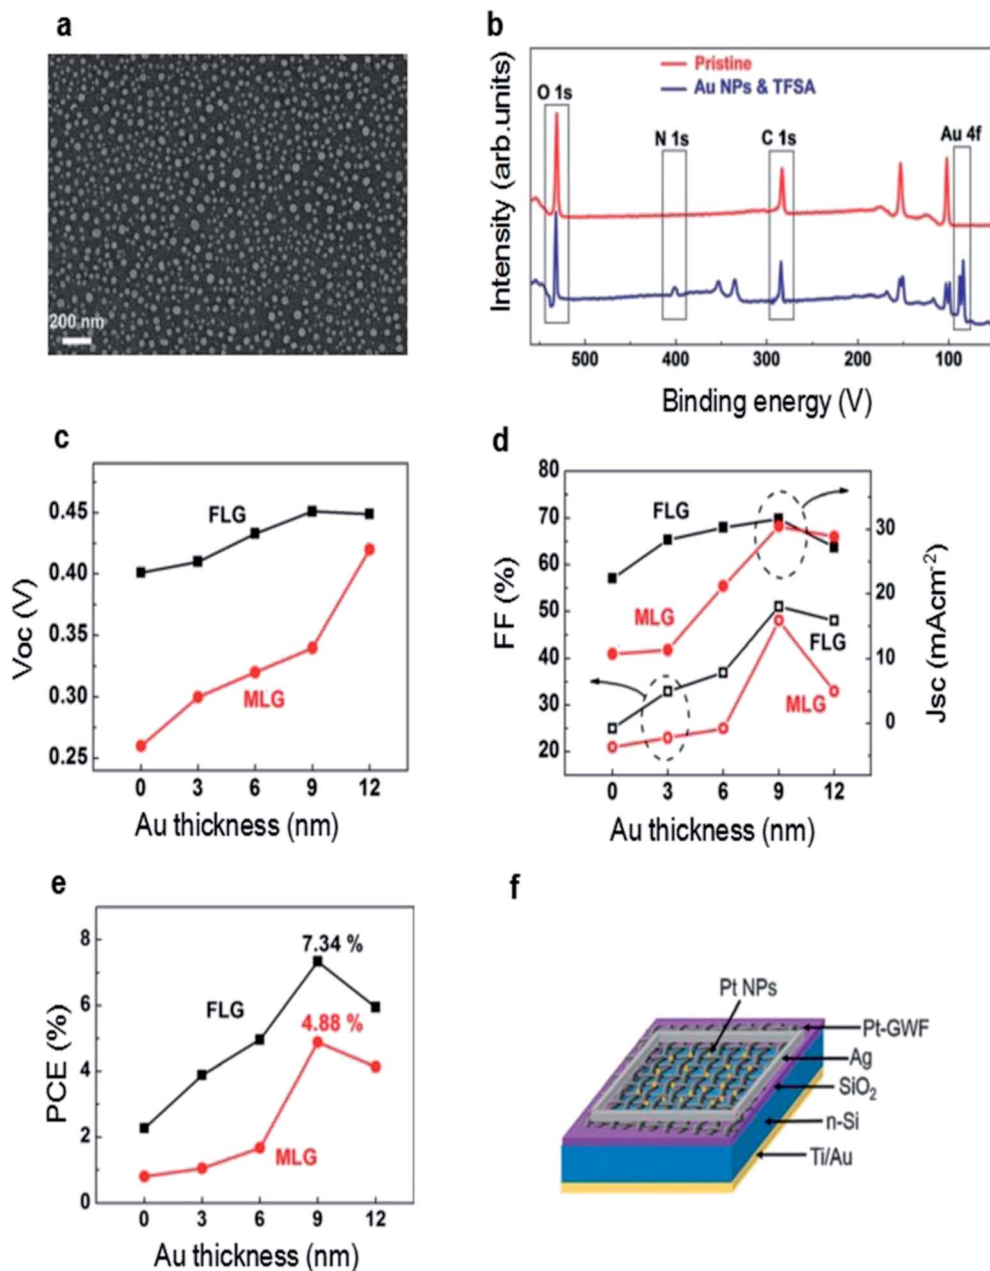 a
200 nm
b
Pristine
Au NPs & TFSA
O 1s
N 1s
C 1s
Au 4f
Intensity (arb.units)
500
400
300
200
100
Binding energy (V)
c
FLG
MLG
0.45
0.40
0.35
0.30
0.25
Voc (V)
0
3
6
9
12
Au thickness (nm)
d
80
70
60
50
40
30
20
FF (%)
FLG
MLG
FLG
MLG
30
20
10
0
Jsc (mAcm-2)
0
3
6
9
12
Au thickness (nm)
e
8
6
4
2
0
PCE (%)
7.34 %
FLG
4.88 %
MLG
0
3
6
9
12
Au thickness (nm)
f
Pt NPs
Pt-GWF
Ag
SiO2
n-Si
Ti/Au